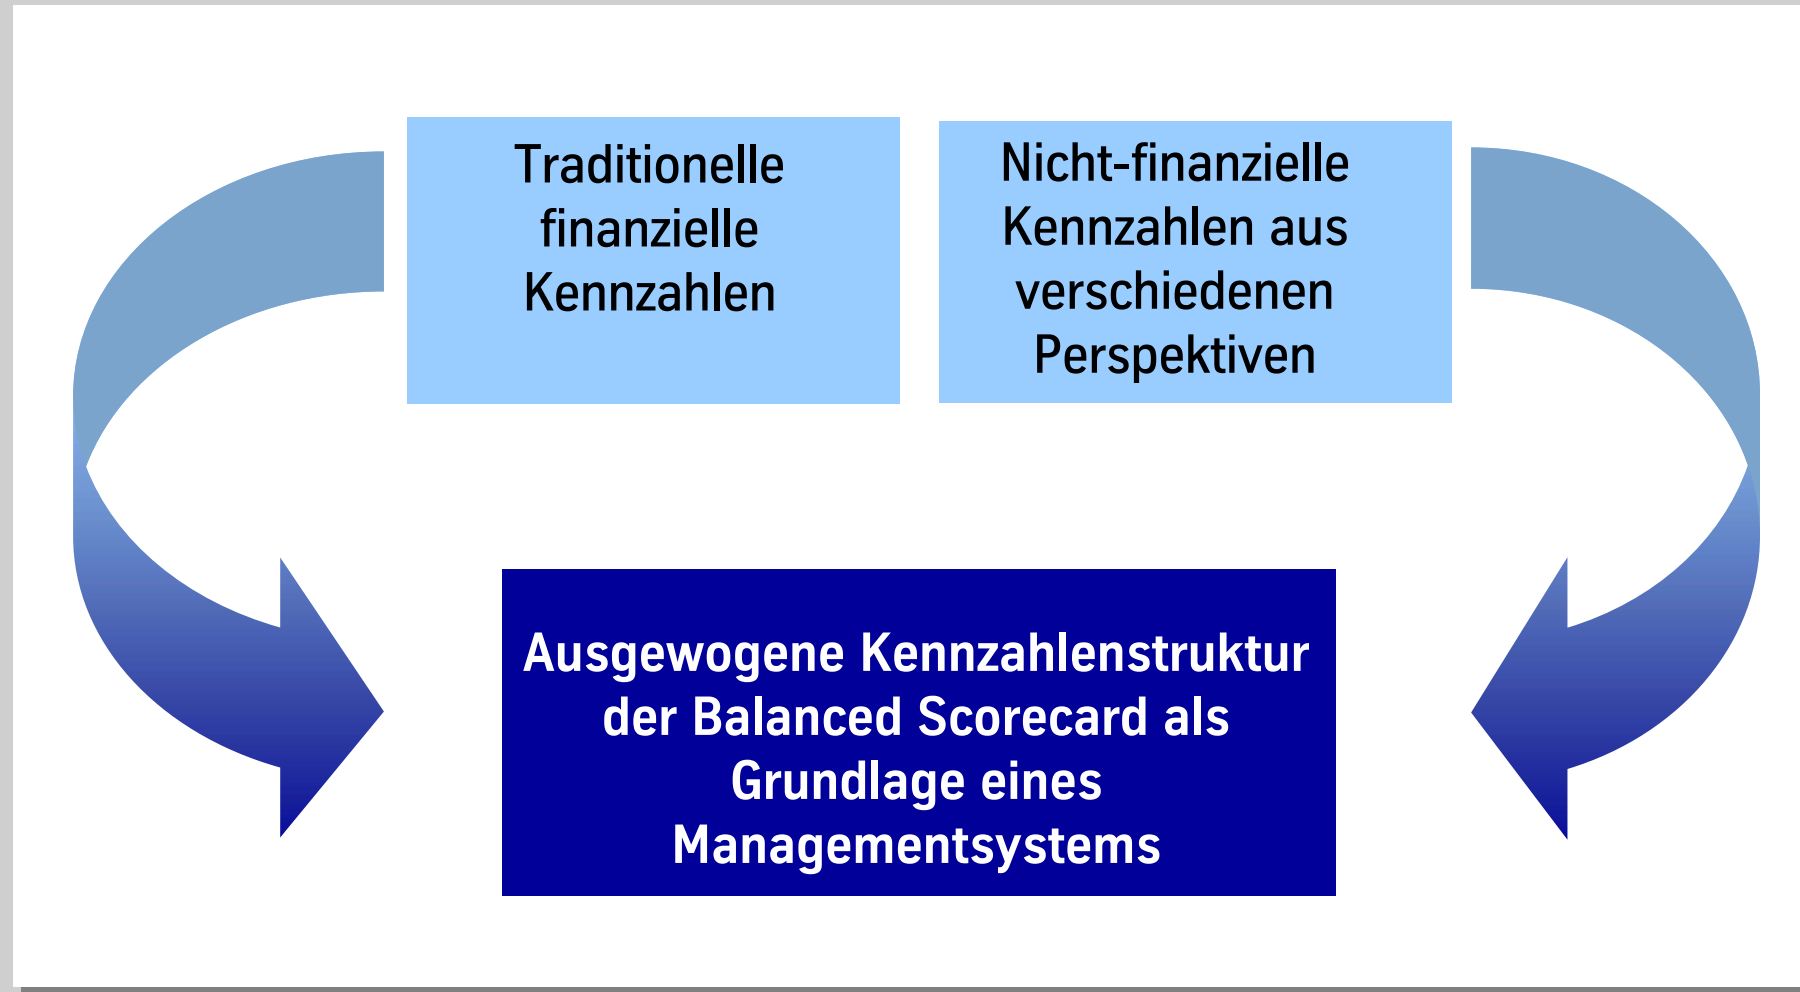 Traditionelle
finanzielle
Kennzahlen
Nicht-finanzielle
Kennzahlen aus
verschiedenen
Perspektiven
Ausgewogene Kennzahlenstruktur
der Balanced Scorecard als
Grundlage eines
Managementsystems